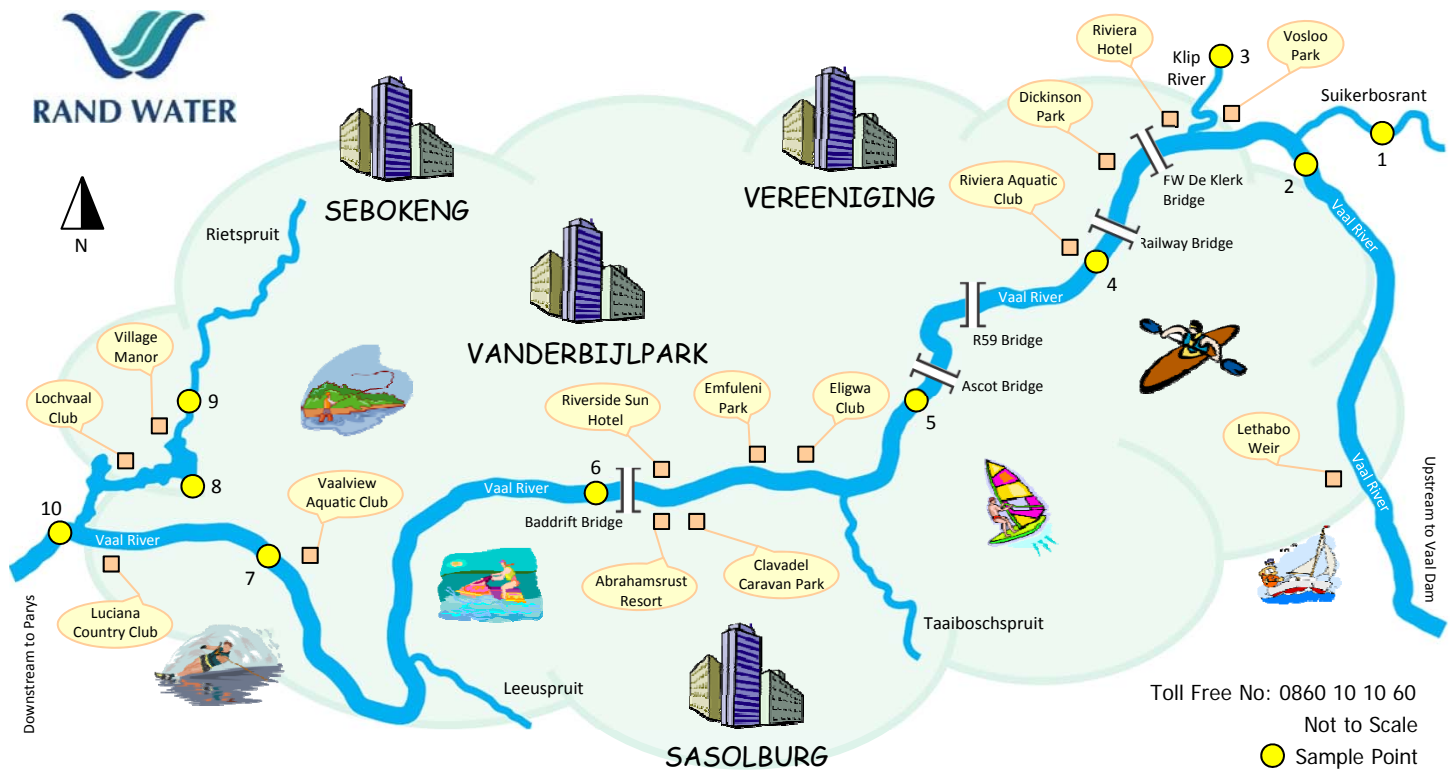 RAND WATER
N
SEBOKENG
VEREENIGING
VANDERBIJLPARK
SASOLBURG
Riviera
Hotel
Klip
River
3
Vosloo
Park
Suikerbosrant
1
2
Dickinson
Park
FW De Klerk
Bridge
Riviera Aquatic
Club
Railway Bridge
4
Vaal River
Vaal River
R59 Bridge
Ascot Bridge
5
Rietspruit
Village
Manor
9
Lochvaal
Club
8
10
Vaal River
Vaalview
Aquatic Club
7
Luciana
Country Club
Downstream to Parys
Riverside Sun
Hotel
Emfuleni
Park
Eligwa
Club
6
Vaal River
Baddrift Bridge
Abrahamsrust
Resort
Clavadel
Caravan Park
Taaiboschspruit
Leeuspruit
Lethabo
Weir
Vaal River
Upstream to Vaal Dam
Toll Free No: 0860 10 10 60
Not to Scale
Sample Point